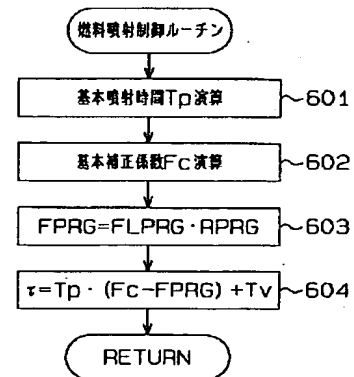 燃料噴射制御ルーチン
基本噴射時間Tp演算 601
基本補正係数Fc演算 602
FPRG=FLPRG・RPRG 603
τ=Tp・(Fc-FPRG)+Tv 604
RETURN